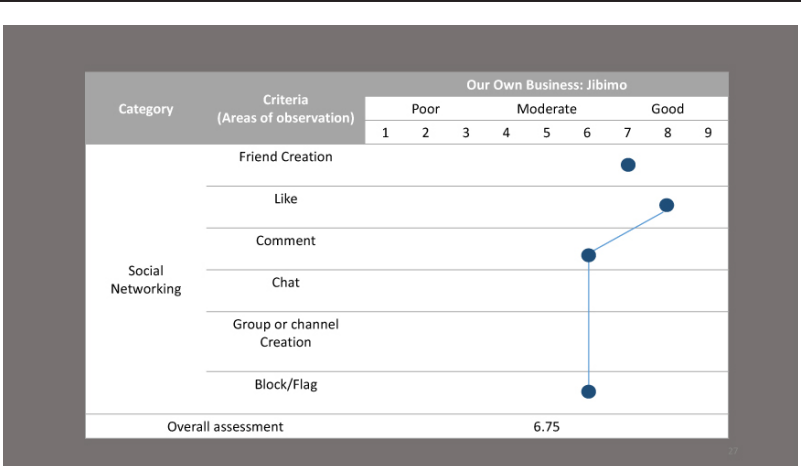 Our Own Business: Jibimo
Category
Criteria
(Areas of observation)
Poor Moderate Good
1 2 3 4 5 6 7 8 9
Friend Creation
Like
Comment
Social
Networking
Chat
Group or channel
Creation
Block/Flag
Overall assessment 6.75
27